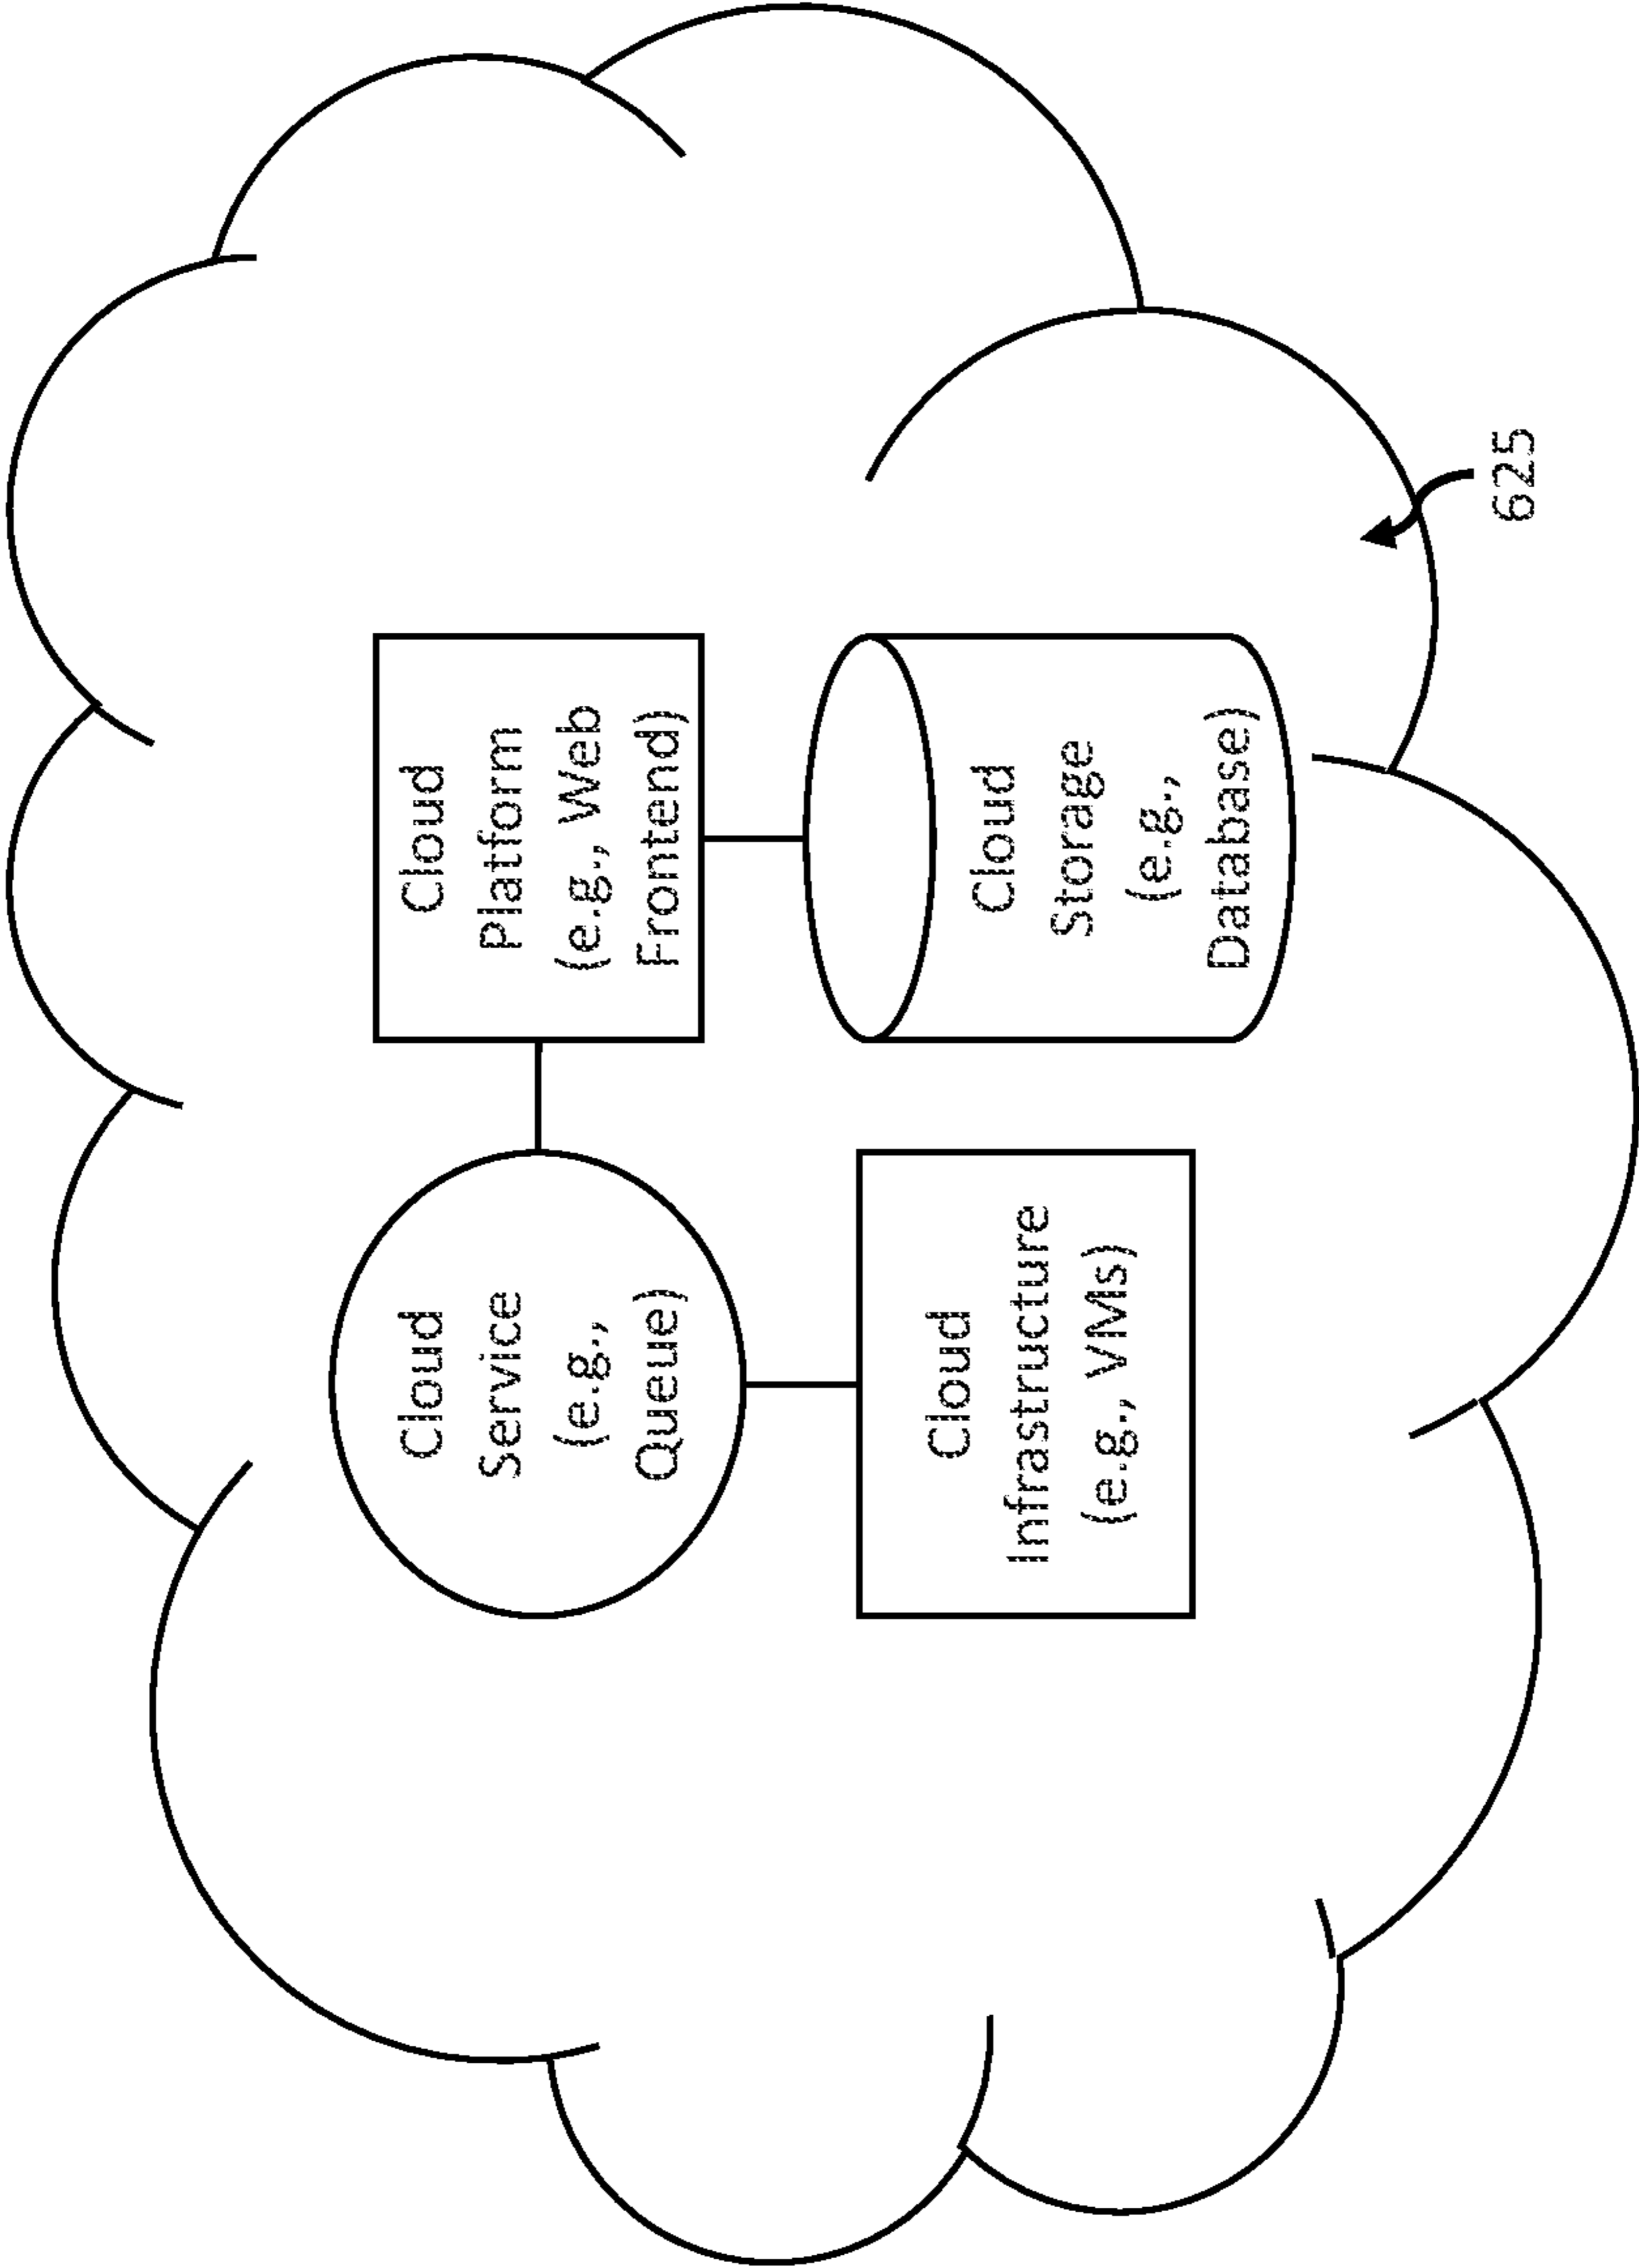 Cloud
Service
(e.g.,
Queue)
Cloud
Platform
(e.g., Web
Frontend)
Cloud
Infrastructure
(e.g., VMs)
Cloud
Storage
(e.g.,
Database)
625